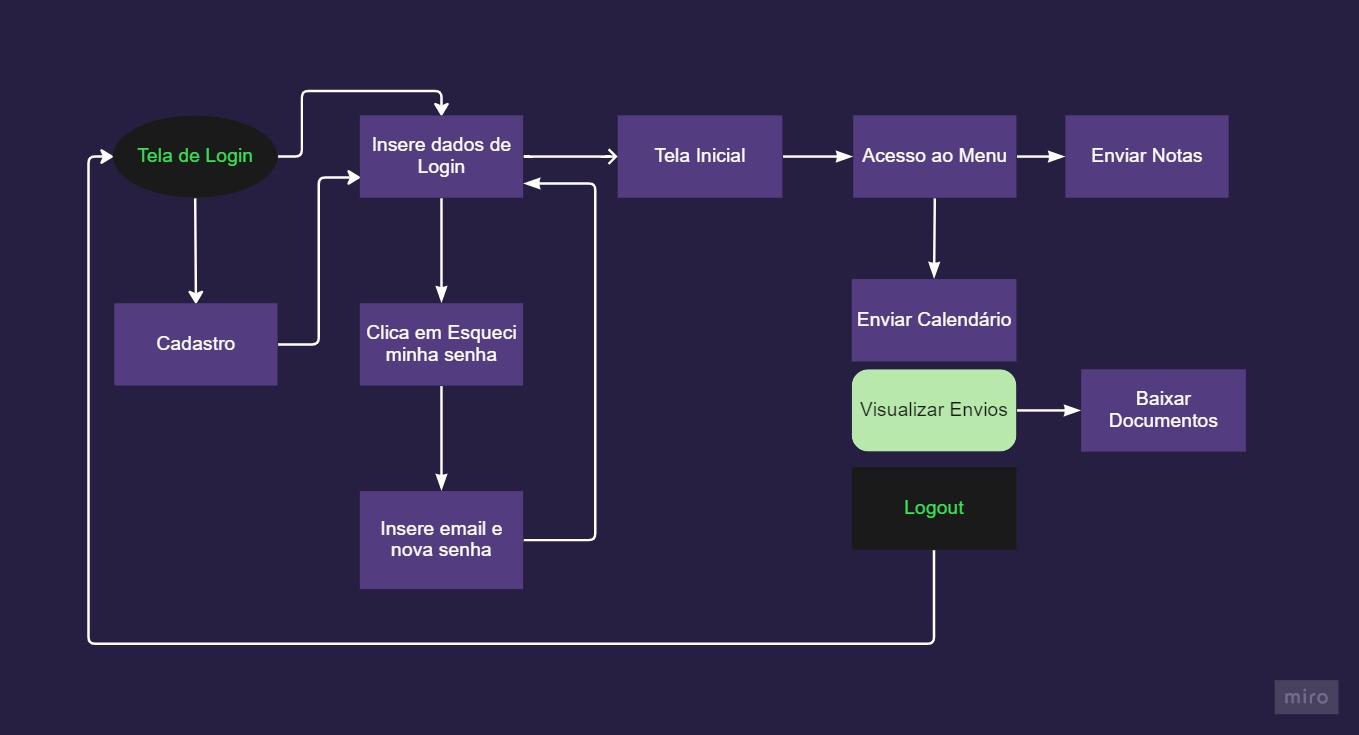 Tela de Login
Insere dados de
Login
Tela Inicial
Acesso ao Menu
Enviar Notas
Cadastro
Clica em Esqueci
minha senha
Enviar Calendário
Visualizar Envios
Baixar
Documentos
Insere email e
nova senha
Logout
miro